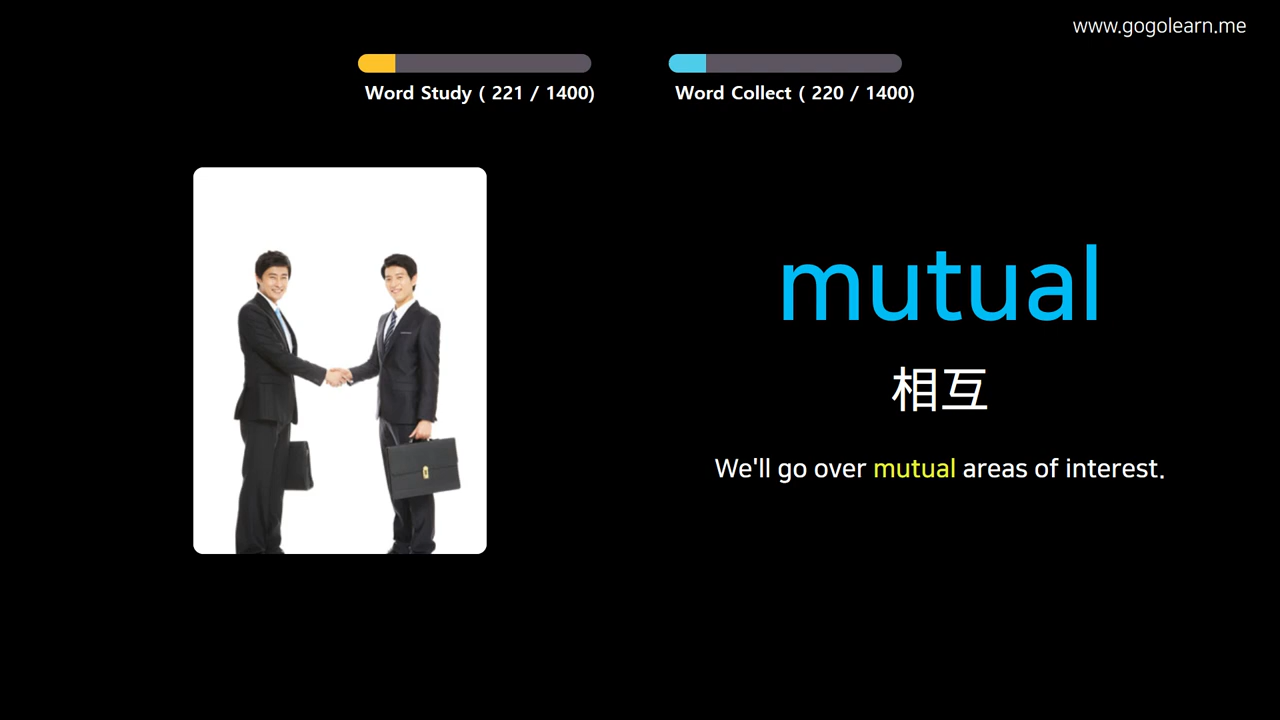 www.gogolearn.me
Word Study ( 221 / 1400)
Word Collect ( 220 / 1400)
mutual
相互
We'll go over mutual areas of interest.